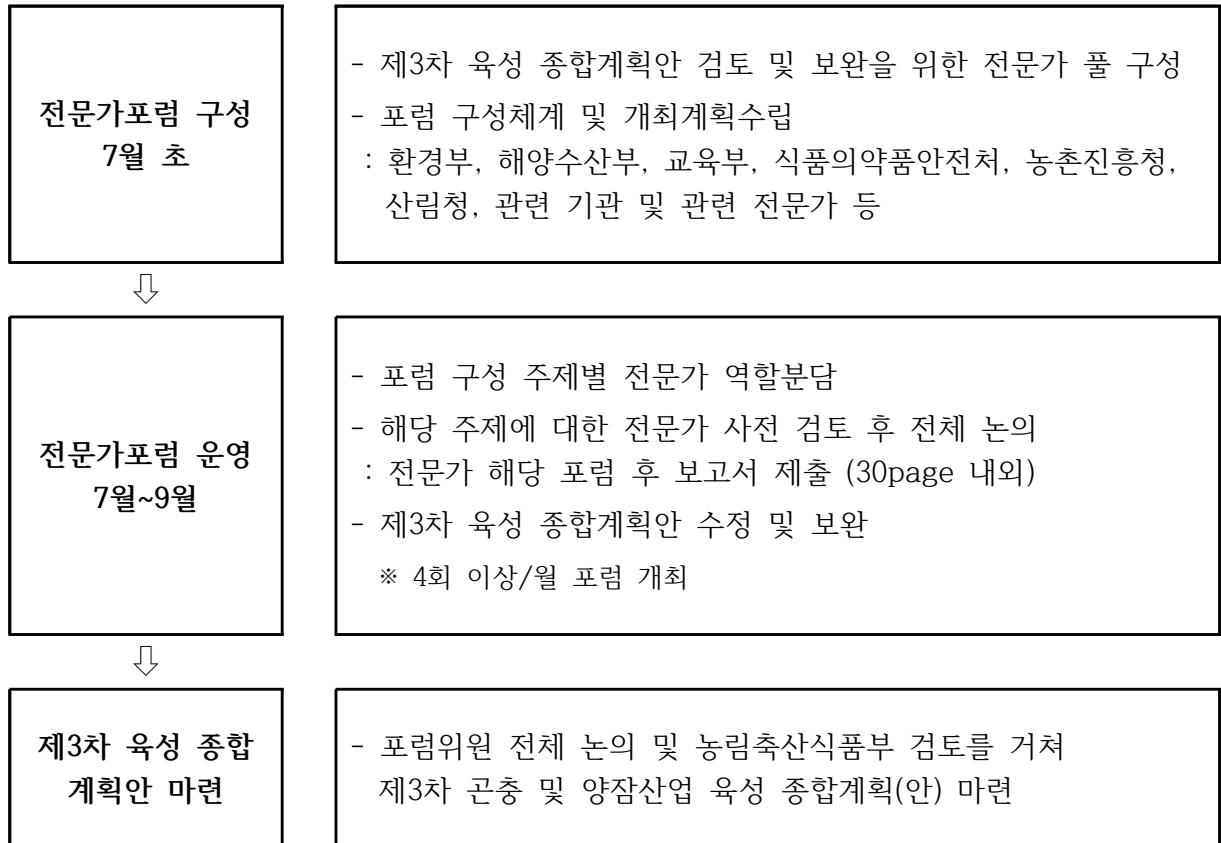 전문가포럼 구성
7월 초
- 제3차 육성 종합계획안 검토 및 보완을 위한 전문가 풀 구성
- 포럼 구성체계 및 개최계획수립
: 환경부, 해양수산부, 교육부, 식품의약품안전처, 농촌진흥청,
산림청, 관련 기관 및 관련 전문가 등
⇩
전문가포럼 운영
7월~9월
- 포럼 구성 주제별 전문가 역할분담
- 해당 주제에 대한 전문가 사전 검토 후 전체 논의
: 전문가 해당 포럼 후 보고서 제출 (30page 내외)
- 제3차 육성 종합계획안 수정 및 보완
※ 4회 이상/월 포럼 개최
⇩
제3차 육성 종합
계획안 마련
- 포럼위원 전체 논의 및 농림축산식품부 검토를 거쳐
제3차 곤충 및 양잠산업 육성 종합계획(안) 마련